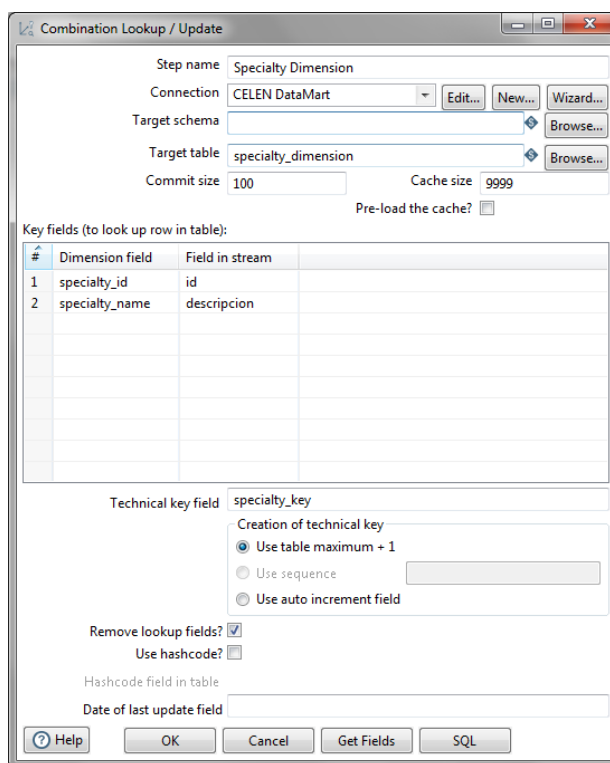 Combination Lookup / Update
Step name Specialty Dimension
Connection CELEN DataMart Edit... New... Wizard...
Target schema Browse...
Target table specialty_dimension Browse...
Commit size 100 Cache size 9999
Pre-load the cache?
Key fields (to look up row in table):
# Dimension field Field in stream
1 specialty_id id
2 specialty_name descripcion
Technical key field specialty_key
Creation of technical key
Use table maximum + 1
Use sequence
Use auto increment field
Remove lookup fields?
Use hashcode?
Hashcode field in table
Date of last update field
Help OK Cancel Get Fields SQL